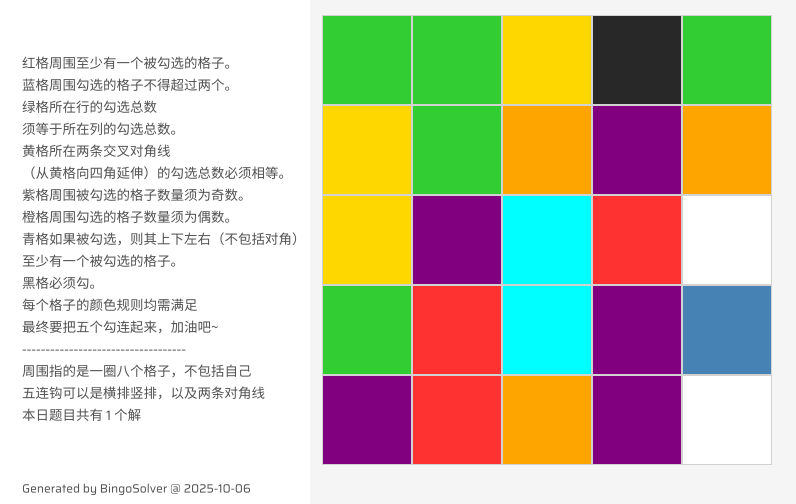 红格周围至少有一个被勾选的格子。
蓝格周围勾选的格子不得超过两个。
绿格所在行的勾选总数
须等于所在列的勾选总数。
黄格所在两条交叉对角线
（从黄格向四角延伸）的勾选总数必须相等。
紫格周围被勾选的格子数量须为奇数。
橙格周围勾选的格子数量须为偶数。
青格如果被勾选，则其上下左右（不包括对角）
至少有一个被勾选的格子。
黑格必须勾。
每个格子的颜色规则均需满足
最终要把五个勾连起来，加油吧~
----------------------------------
周围指的是一圈八个格子，不包括自己
五连钩可以是横排竖排，以及两条对角线
本日题目共有1个解
Generated by BingoSolver @ 2025-10-06